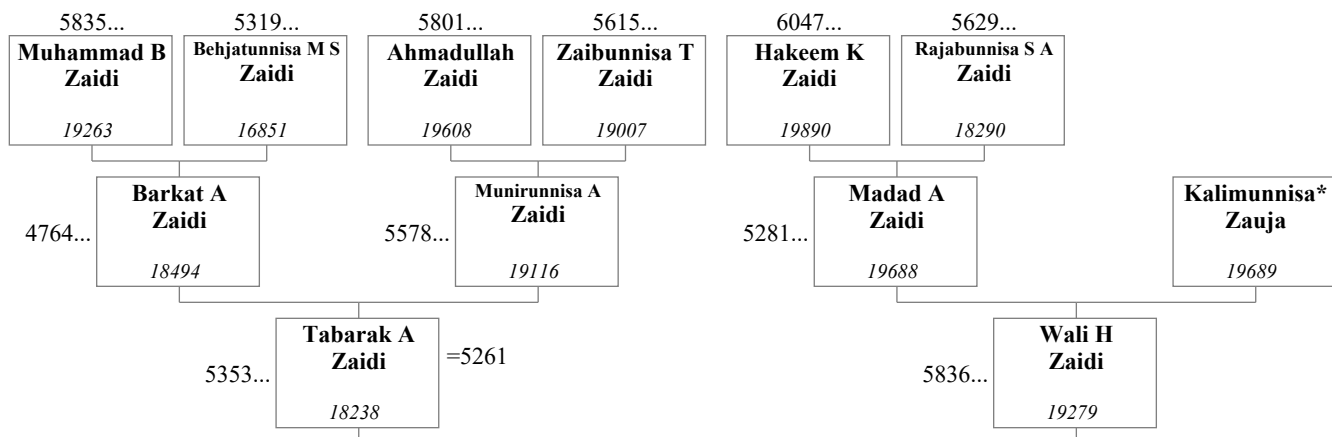 5835... 5319... 5801... 5615... 6047... 5629...
Muhammad B
Zaidi
19263
Behjatunnisa M S
Zaidi
16851
Ahmadullah
Zaidi
19608
Zaibunnisa T
Zaidi
19007
Hakeem K
Zaidi
19890
Rajabunnisa S A
Zaidi
18290
4764...
Barkat A
Zaidi
18494
5578...
Munirunnisa A
Zaidi
19116
5281...
Madad A
Zaidi
19688
Kalimunnisa*
Zauja
19689
5353...
Tabarak A
Zaidi
18238
=5261
5836...
Wali H
Zaidi
19279